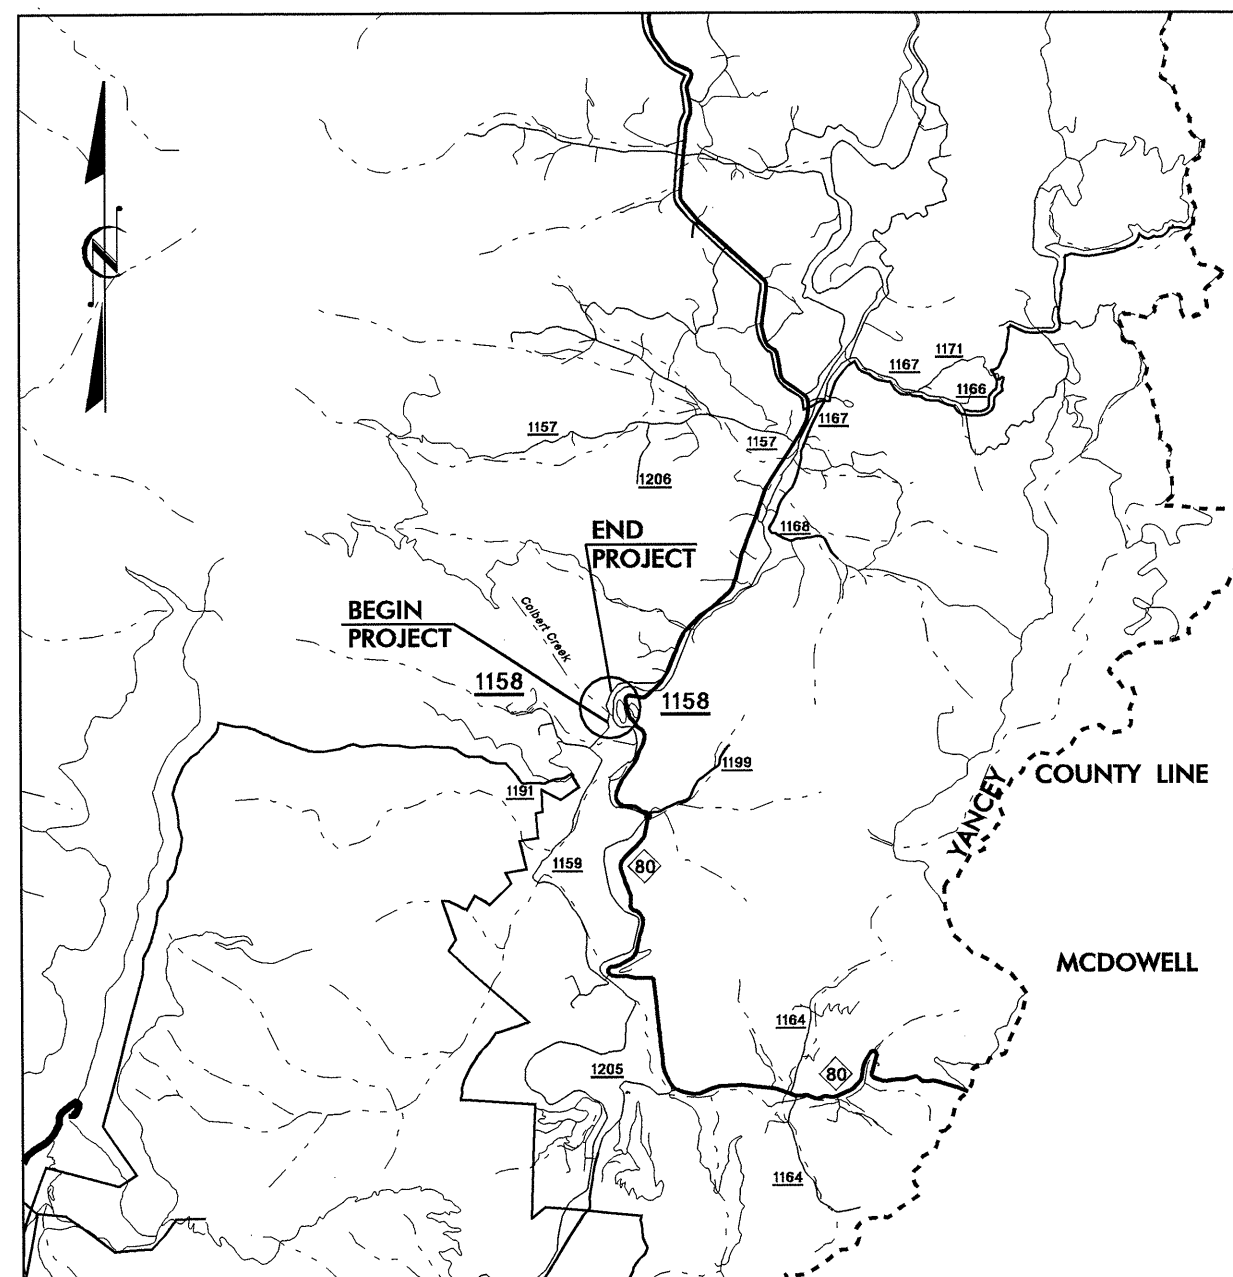 N
1171
1167
1166
1167
1157
1157
1206
1168
END
PROJECT
BEGIN
PROJECT
Colbert Creek
1158
1158
1199
COUNTY LINE
1191
YANCEY
1159
80
MCDOWELL
1164
1205
80
1164